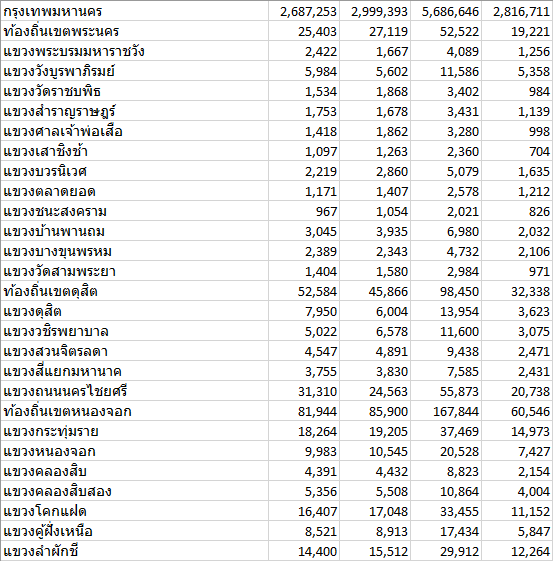 กรุงเทพมหานคร 2,687,253 2,999,393 5,686,646 2,816,711
ท้องถิ่นเขตพระนคร 25,403 27,119 52,522 19,221
แขวงพระบรมมหาราชวัง 2,422 1,667 4,089 1,256
แขวงวังบูรพาภิรมย์ 5,984 5,602 11,586 5,358
แขวงวัดราชบพิธ 1,534 1,868 3,402 984
แขวงสำราญราษฎร์ 1,753 1,678 3,431 1,139
แขวงศาลเจ้าพ่อเสือ 1,418 1,862 3,280 998
แขวงเสาชิงช้า 1,097 1,263 2,360 704
แขวงบวรนิเวศ 2,219 2,860 5,079 1,635
แขวงตลาดยอด 1,171 1,407 2,578 1,212
แขวงชนะสงคราม 967 1,054 2,021 826
แขวงบ้านพานถม 3,045 3,935 6,980 2,032
แขวงบางขุนพรหม 2,389 2,343 4,732 2,106
แขวงวัดสามพระยา 1,404 1,580 2,984 971
ท้องถิ่นเขตดุสิต 52,584 45,866 98,450 32,338
แขวงดุสิต 7,950 6,004 13,954 3,623
แขวงวชิรพยาบาล 5,022 6,578 11,600 3,075
แขวงสวนจิตรลดา 4,547 4,891 9,438 2,471
แขวงสี่แยกมหานาค 3,755 3,830 7,585 2,431
แขวงถนนนครไชยศรี 31,310 24,563 55,873 20,738
ท้องถิ่นเขตหนองจอก 81,944 85,900 167,844 60,546
แขวงกระทุ่มราย 18,264 19,205 37,469 14,973
แขวงหนองจอก 9,983 10,545 20,528 7,427
แขวงคลองสิบ 4,391 4,432 8,823 2,154
แขวงคลองสิบสอง 5,356 5,508 10,864 4,004
แขวงโคกแฝด 16,407 17,048 33,455 11,152
แขวงคู้ฝั่งเหนือ 8,521 8,913 17,434 5,847
แขวงลำผักชี 14,400 15,512 29,912 12,264